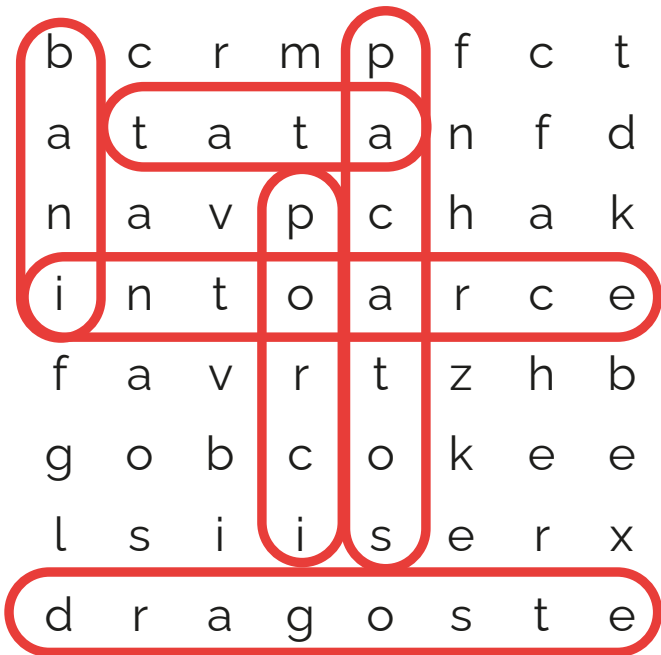 b c r m p f c t
a t a t a n f d
n a v p c h a k
i n t o a r c e
f a v r t z h b
g o b c o k e e
l s i i s e r x
d r a g o s t e